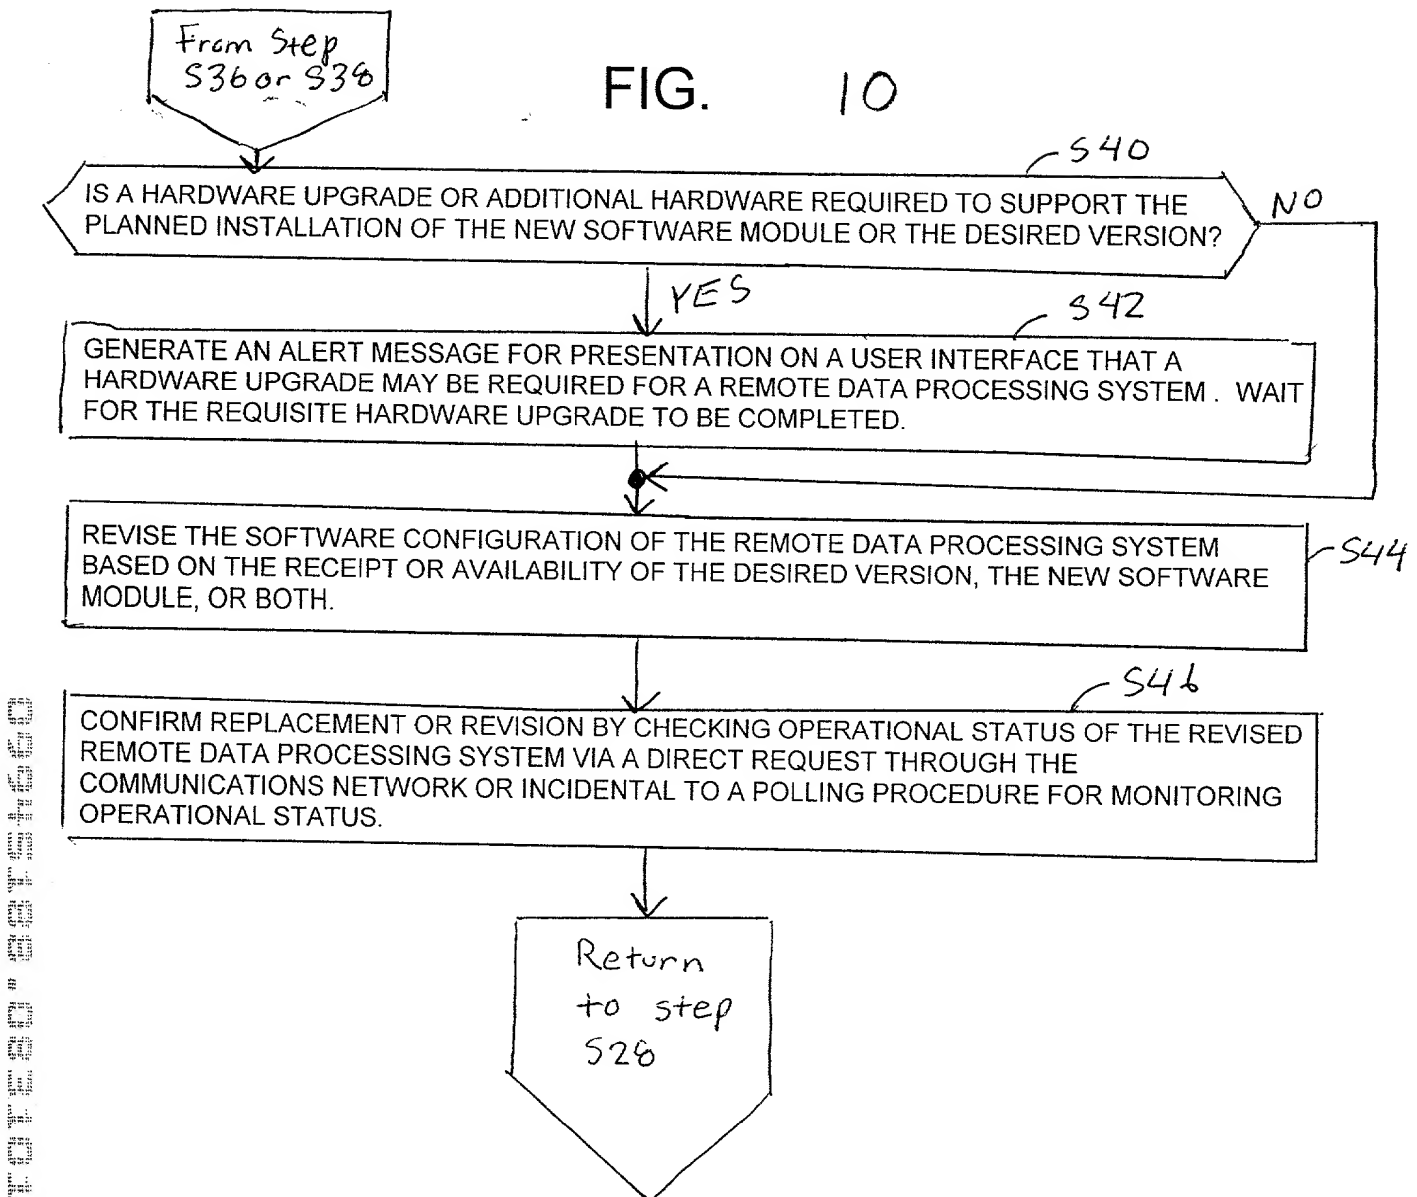 From Step
S36 or S38
FIG. 10
S40
IS A HARDWARE UPGRADE OR ADDITIONAL HARDWARE REQUIRED TO SUPPORT THE
PLANNED INSTALLATION OF THE NEW SOFTWARE MODULE OR THE DESIRED VERSION?
NO
YES
S42
GENERATE AN ALERT MESSAGE FOR PRESENTATION ON A USER INTERFACE THAT A
HARDWARE UPGRADE MAY BE REQUIRED FOR A REMOTE DATA PROCESSING SYSTEM . WAIT
FOR THE REQUISITE HARDWARE UPGRADE TO BE COMPLETED.
REVISE THE SOFTWARE CONFIGURATION OF THE REMOTE DATA PROCESSING SYSTEM
BASED ON THE RECEIPT OR AVAILABILITY OF THE DESIRED VERSION, THE NEW SOFTWARE
MODULE, OR BOTH.
S44
S46
CONFIRM REPLACEMENT OR REVISION BY CHECKING OPERATIONAL STATUS OF THE REVISED
REMOTE DATA PROCESSING SYSTEM VIA A DIRECT REQUEST THROUGH THE
COMMUNICATIONS NETWORK OR INCIDENTAL TO A POLLING PROCEDURE FOR MONITORING
OPERATIONAL STATUS.
Return
to step
S28